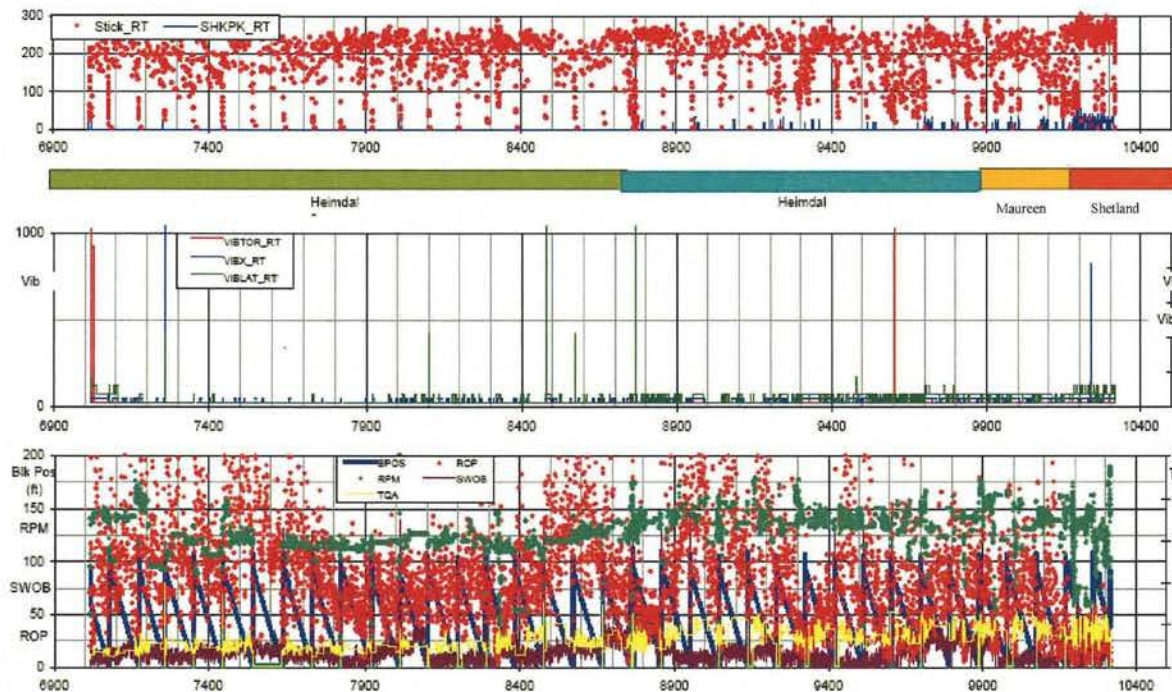 Stick_RT SHKPK_RT
300
200
100
0
6900 7400 7900 8400 8900 9400 9900 10400
Heimdal Heimdal Maureen Shetland
1000
Vib
0
VIBTOR_RT
VIBX_RT
VIBLAT_RT
V
Vib
6900 7400 7900 8400 8900 9400 9900 10400
200
Blk Pos
(ft)
150
RPM
100
SWOB
50
ROP
0
BPOS ROP
RPM SWOB
TQA
6900 7400 7900 8400 8900 9400 9900 10400